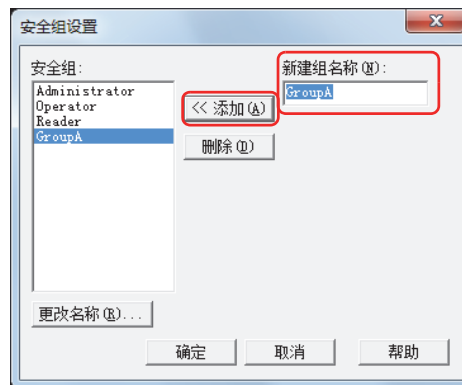 安全组设置
安全组:
Administrator
Operator
Reader
GroupA
新建组名称(N):
GroupA
<< 添加(A)
删除(D)
更改名称(R)...
确定
取消
帮助